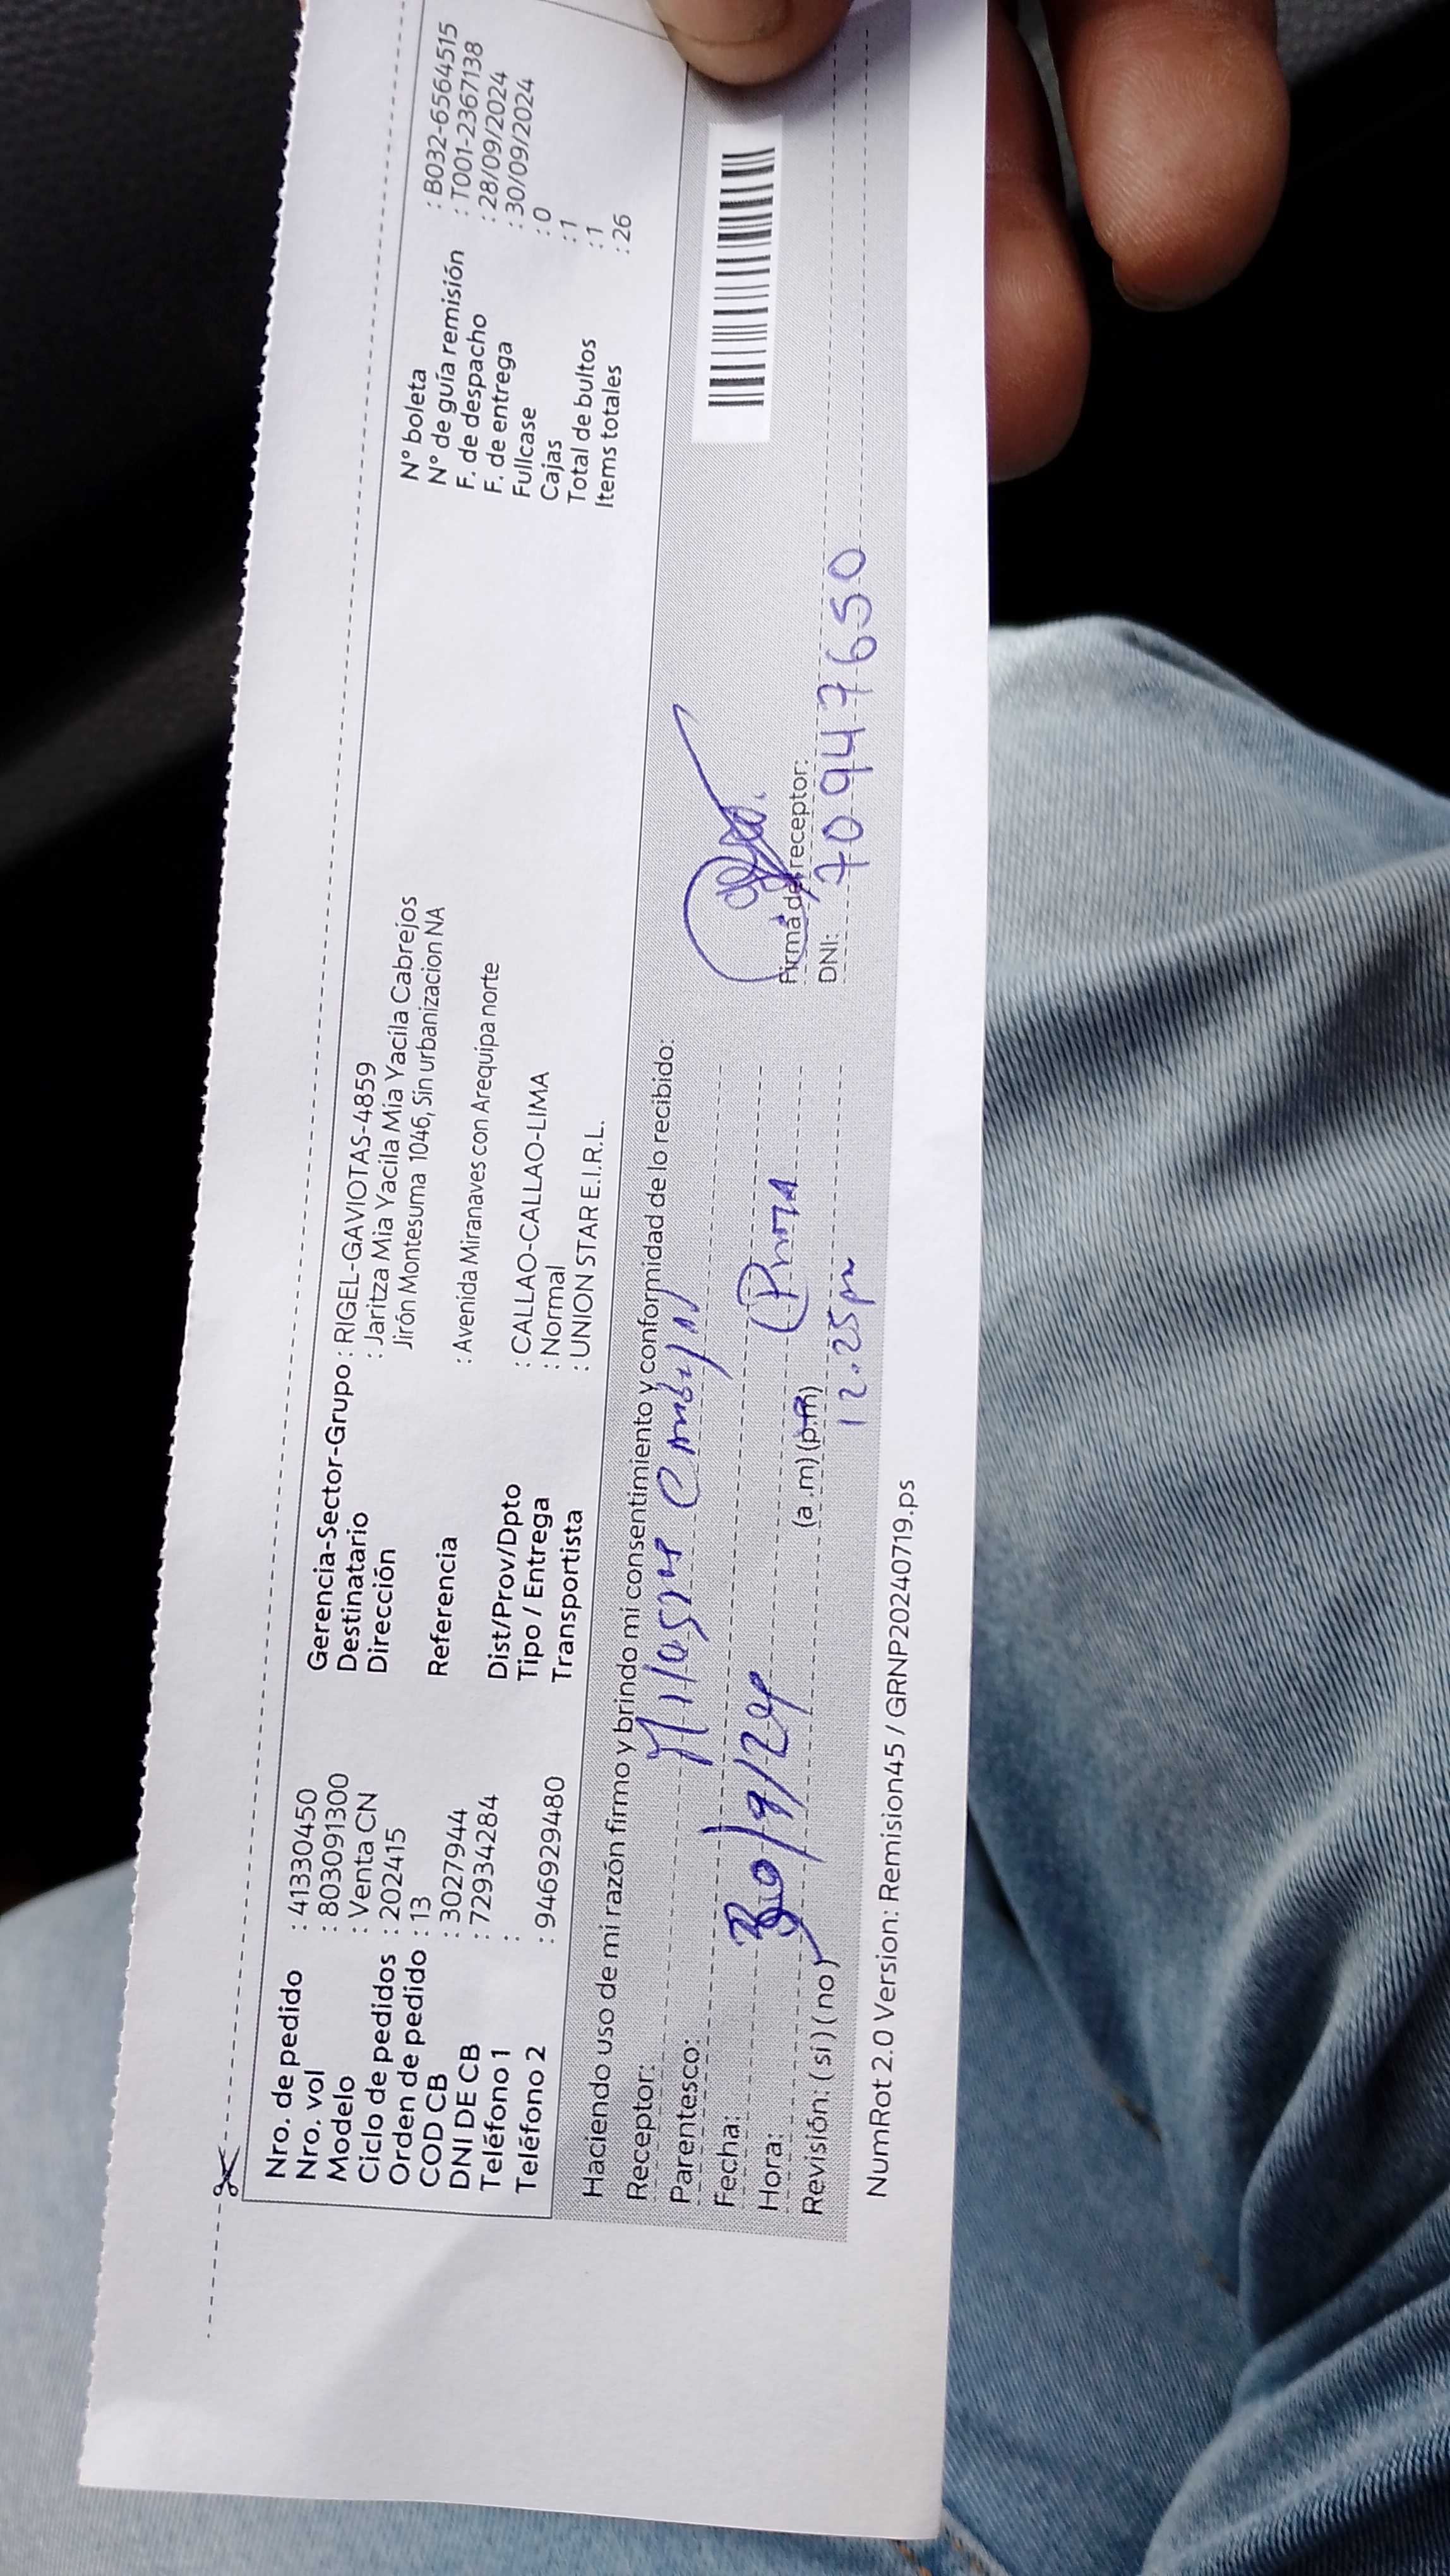 Nro. de pedido : 41330450
Nro. vol : 803091300
Modelo : Venta CN
Ciclo de pedidos : 202415
Orden de pedido : 13
COD CB : 3027944
DNI DE CB : 72934284
Teléfono 1 :
Teléfono 2 : 946929480
Gerencia-Sector-Grupo : RIGEL-GAVIOTAS-4859
Destinatario : Jaritza Mia Yacila Mia Yacila Cabrejos
Dirección Jirón Montesuma 1046, Sin urbanizacion NA
Referencia : Avenida Miranaves con Arequipa norte
Dist/Prov/Dpto : CALLAO-CALLAO-LIMA
Tipo / Entrega : Normal
Transportista : UNION STAR E.I.R.L.
N° boleta : B032-6564515
N° de guía remisión : T001-2367138
F. de despacho : 28/09/2024
F. de entrega : 30/09/2024
Fullcase : 0
Cajas : 1
Total de bultos : 1
Items totales : 26
Haciendo uso de mi razón firmo y brindo mi consentimiento y conformidad de lo recibido:
Receptor: Milagros
Parentesco:
Fecha: 30/9/24
Hora: (a.m) (p.m) 12.25 pm
Revisión: (si) (no)
Firma del receptor:
DNI: 70947650
NumRot 2.0 Version: Remision45 / GRNP20240719.ps